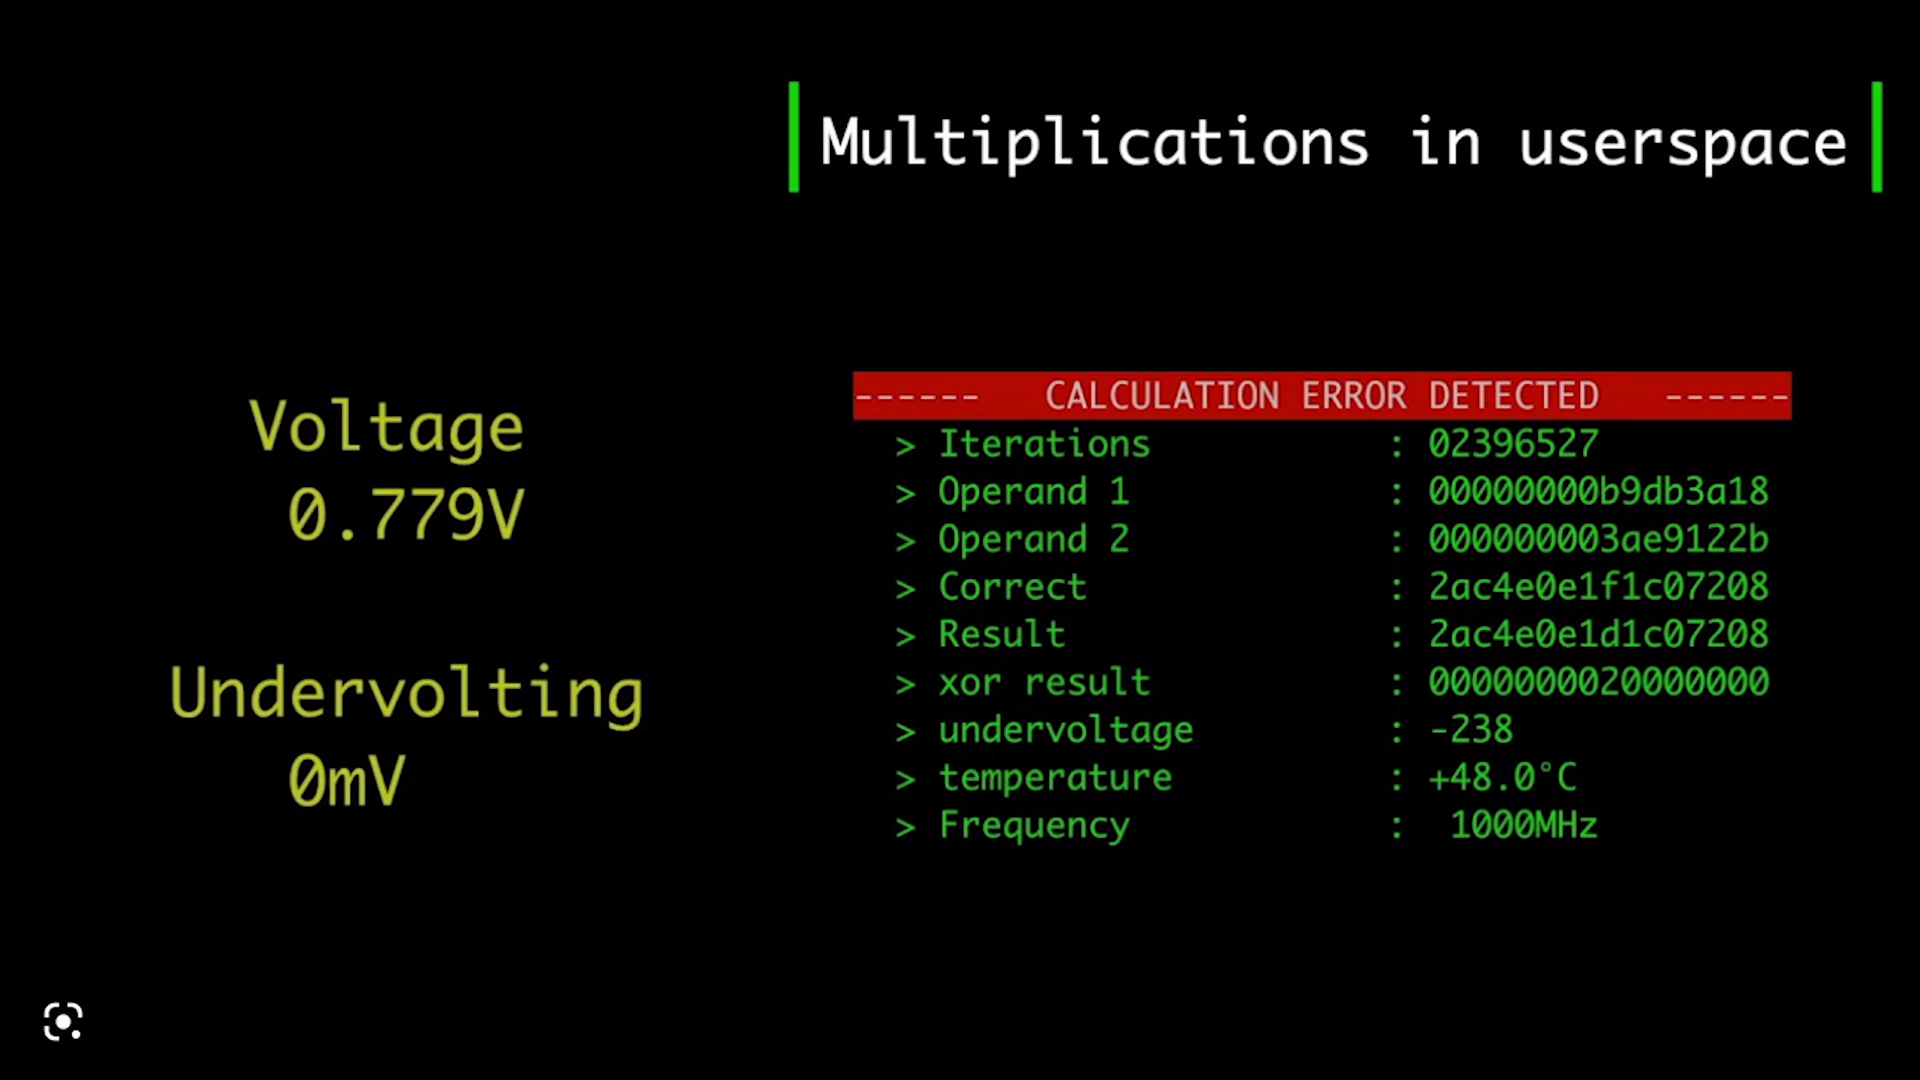 Multiplications in userspace
Voltage
0.779V
Undervolting
0mV
------ CALCULATION ERROR DETECTED ------
> Iterations : 02396527
> Operand 1 : 00000000b9db3a18
> Operand 2 : 000000003ae9122b
> Correct : 2ac4e0e1f1c07208
> Result : 2ac4e0e1d1c07208
> xor result : 0000000020000000
> undervoltage : -238
> temperature : +48.0°C
> Frequency : 1000MHz